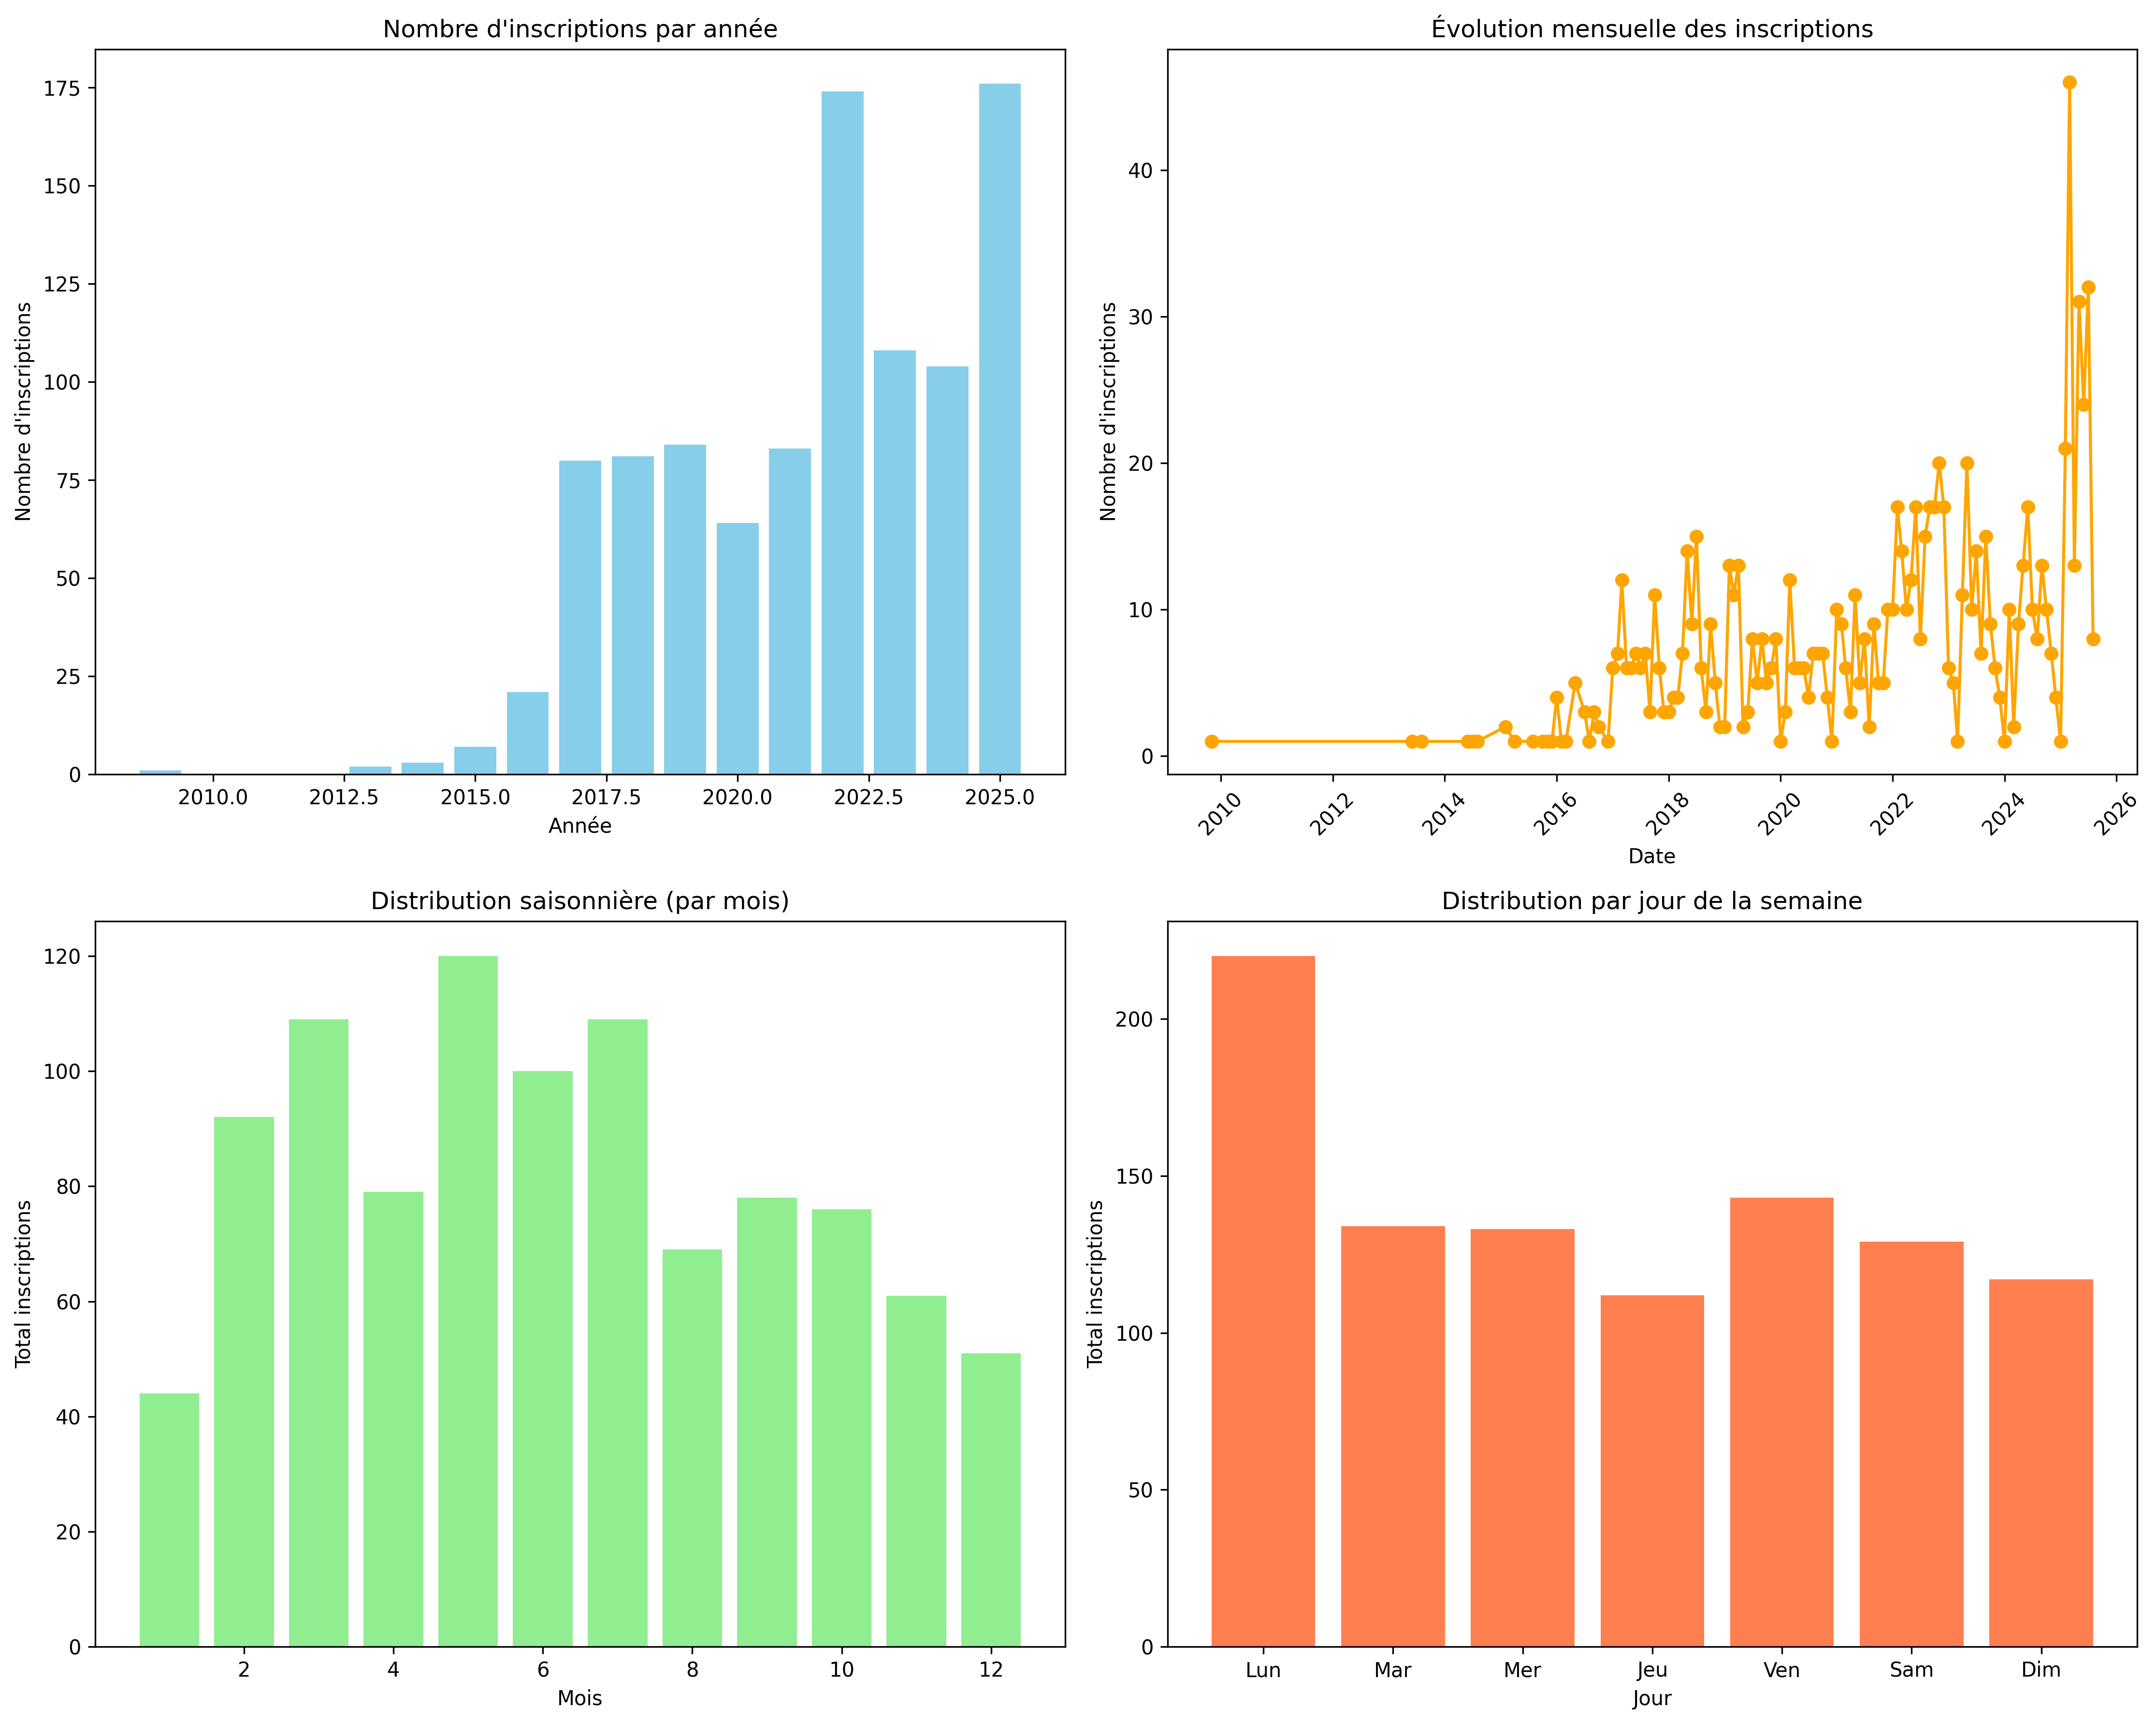 Nombre d'inscriptions par année
Nombre d'inscriptions
175
150
125
100
75
50
25
0
2010.0 2012.5 2015.0 2017.5 2020.0 2022.5 2025.0
Année
Évolution mensuelle des inscriptions
Nombre d'inscriptions
40
30
20
10
0
2010 2012 2014 2016 2018 2020 2022 2024 2026
Date
Distribution saisonnière (par mois)
Total inscriptions
120
100
80
60
40
20
0
2 4 6 8 10 12
Mois
Distribution par jour de la semaine
Total inscriptions
200
150
100
50
0
Lun Mar Mer Jeu Ven Sam Dim
Jour